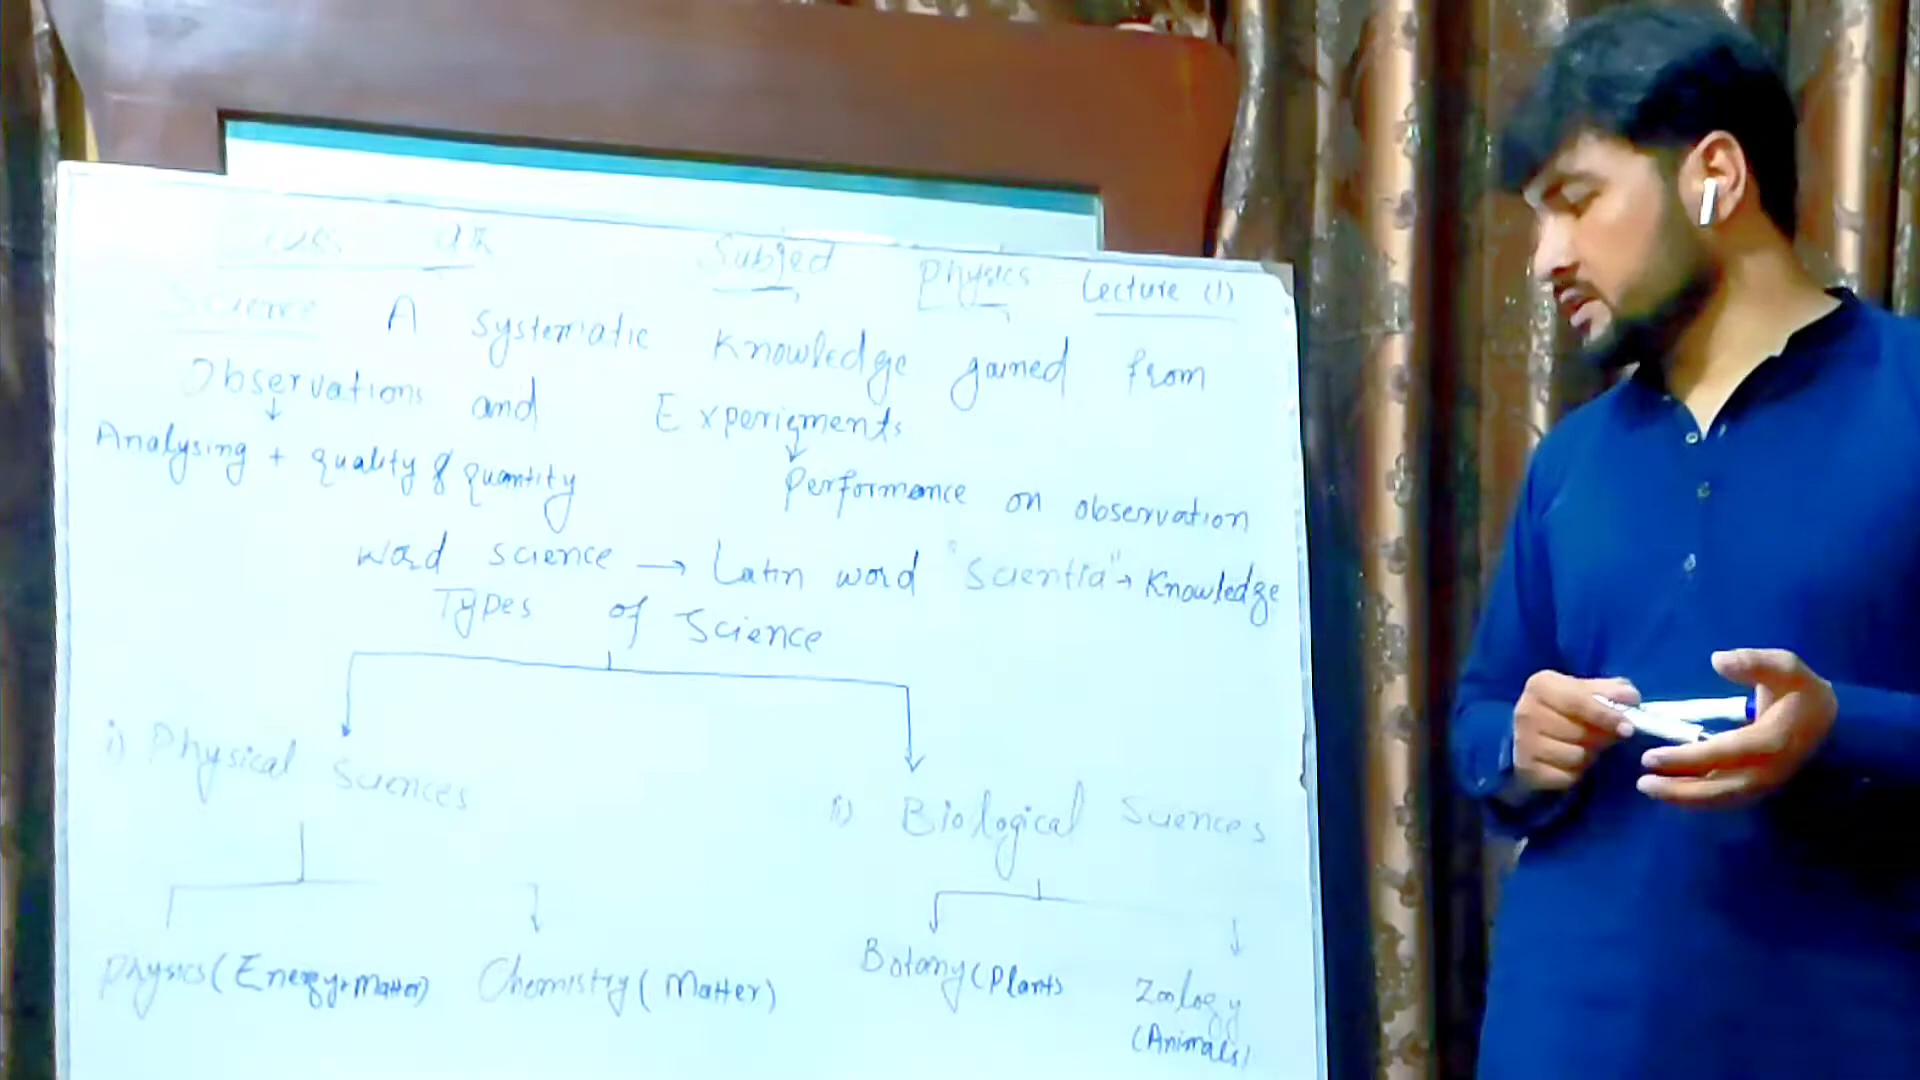 Subject Physics Lecture (1)
Science A systematic Knowledge gained from
Observations and Experigments
Analysing + quality & quantity
Performance on observation
Word science → Latin word "Scientia" → Knowledge
Types of Science
i) Physical Sciences
ii) Biological Sciences
Physics (Energy + Matter) Chemistry (Matter)
Botany (Plants Zoology
(Animals)